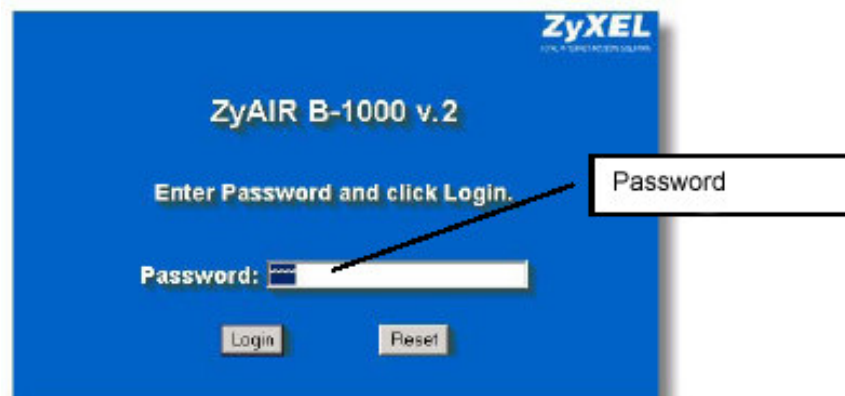 ZyXEL
ZyAIR B-1000 v.2
Enter Password and click Login.
Password
Password:
Login
Reset